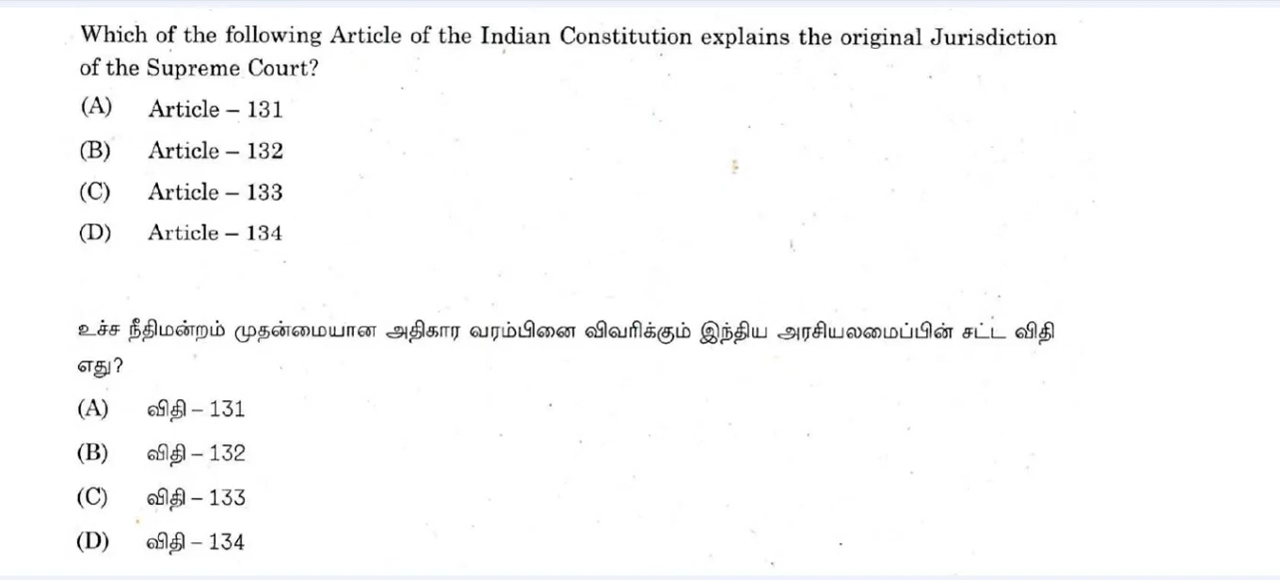 Which of the following Article of the Indian Constitution explains the original Jurisdiction
of the Supreme Court?
(A) Article – 131
(B) Article – 132
(C) Article – 133
(D) Article – 134
உச்ச நீதிமன்றம் முதன்மையான அதிகார வரம்பினை விவரிக்கும் இந்திய அரசியலமைப்பின் சட்ட விதி
எது?
(A) விதி – 131
(B) விதி – 132
(C) விதி – 133
(D) விதி – 134